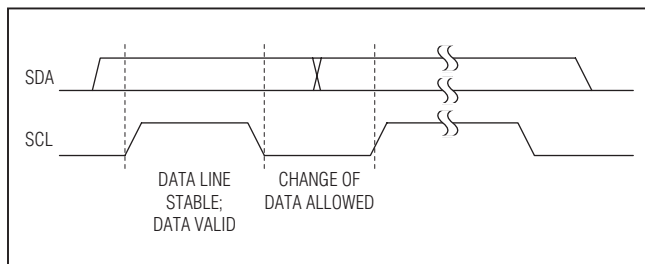 SDA
SCL
DATA LINE
STABLE;
DATA VALID
CHANGE OF
DATA ALLOWED